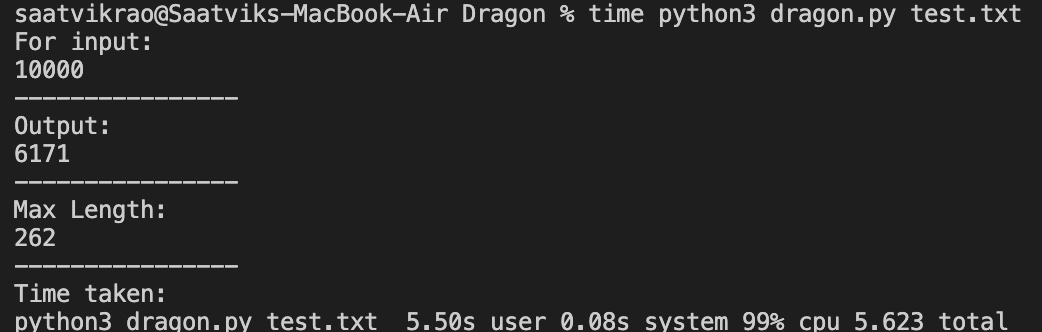 saatvikrao@Saatviks-MacBook-Air Dragon % time python3 dragon.py test.txt
For input:
10000
----------------
Output:
6171
----------------
Max Length:
262
----------------
Time taken:
python3 dragon.py test.txt  5.50s user 0.08s system 99% cpu 5.623 total